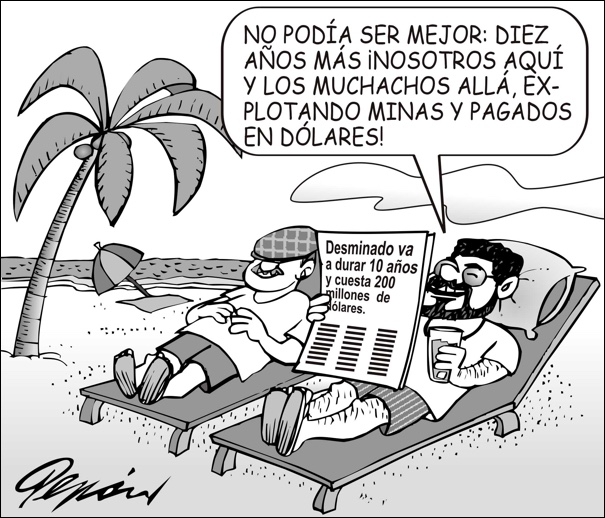 NO PODÍA SER MEJOR: DIEZ
AÑOS MÁS ¡NOSOTROS AQUÍ
Y LOS MUCHACHOS ALLÁ, EX-
PLOTANDO MINAS Y PAGADOS
EN DÓLARES!
Desminado va
a durar 10 años
y cuesta 200
millones de
dólares.
Pepón